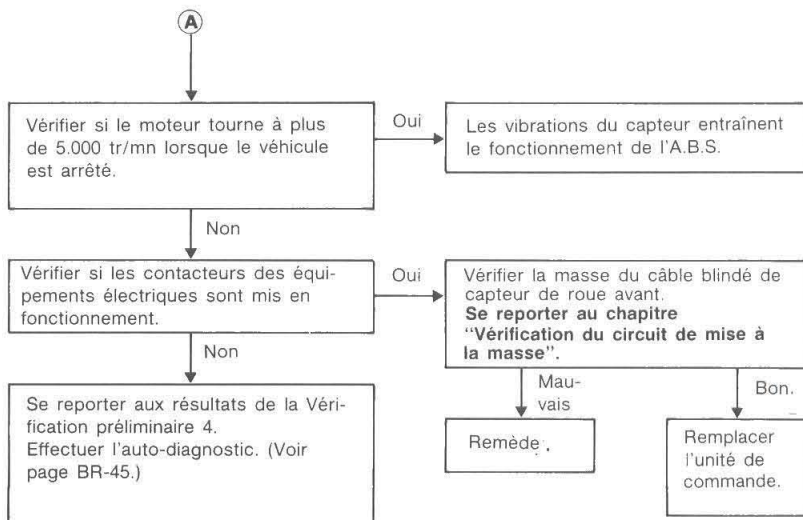 A
Vérifier si le moteur tourne à plus
de 5.000 tr/mn lorsque le véhicule
est arrêté.
Oui
Les vibrations du capteur entraînent
le fonctionnement de l'A.B.S.
Non
Vérifier si les contacteurs des équi-
pements électriques sont mis en
fonctionnement.
Oui
Vérifier la masse du câble blindé de
capteur de roue avant.
Se reporter au chapitre
"Vérification du circuit de mise à
la masse".
Non
Se reporter aux résultats de la Véri-
fication préliminaire 4.
Effectuer l'auto-diagnostic. (Voir
page BR-45.)
Mau-
vais
Bon.
Remède.
Remplacer
l'unité de
commande.